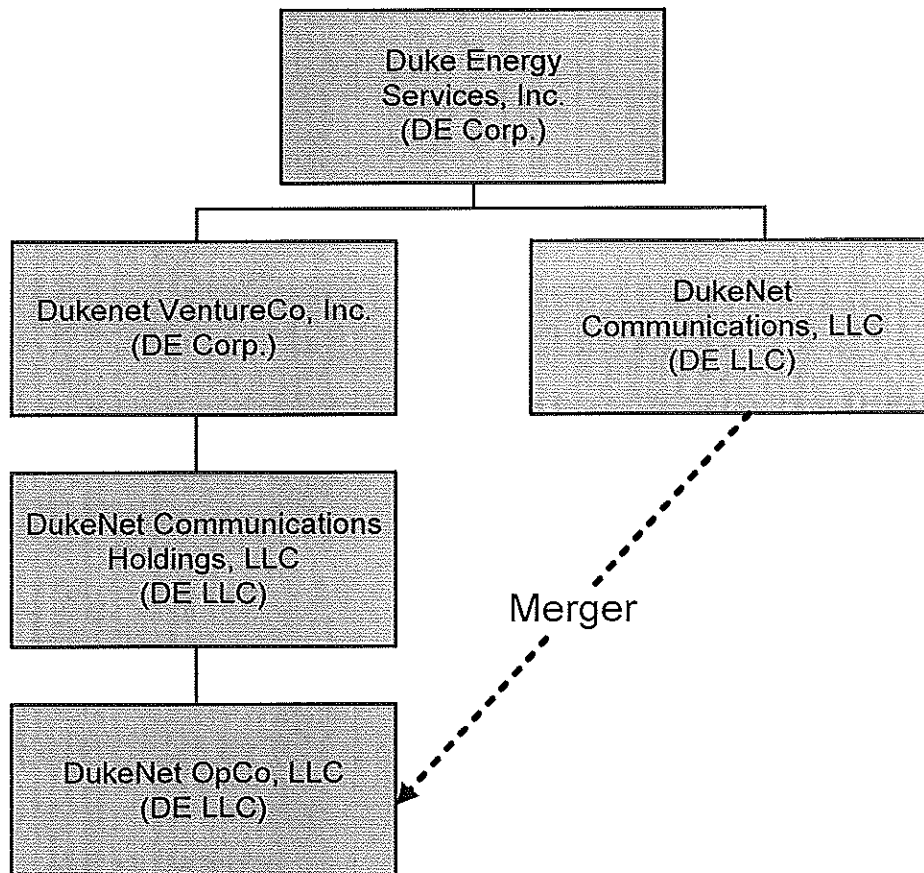 Duke Energy
Services, Inc.
(DE Corp.)
Dukenet VentureCo, Inc.
(DE Corp.)
DukeNet
Communications, LLC
(DE LLC)
DukeNet Communications
Holdings, LLC
(DE LLC)
Merger
DukeNet OpCo, LLC
(DE LLC)